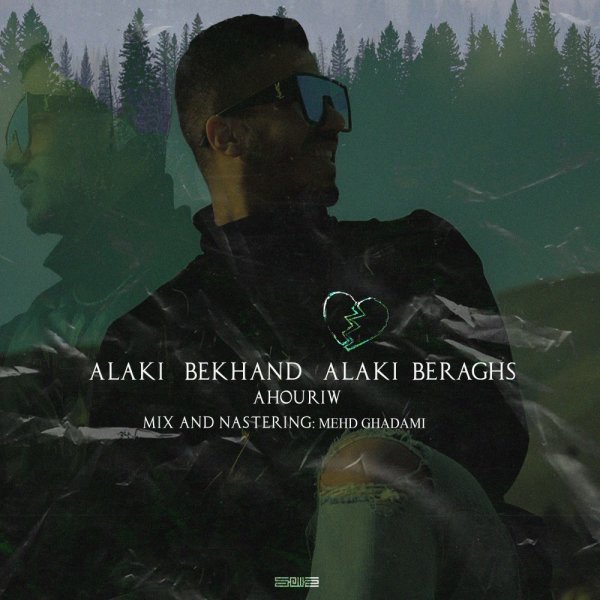 ALAKI BEKHAND ALAKI BERAGHS
AHOURIW
MIX AND NASTERING: MEHD GHADAMI